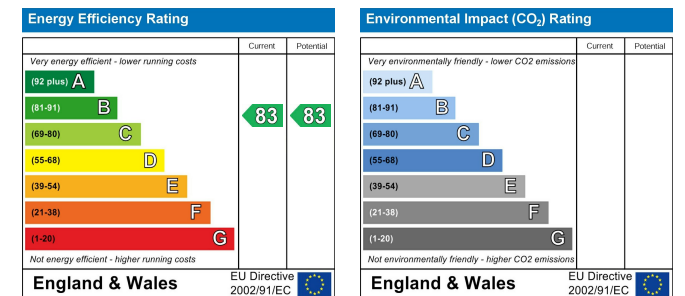 Energy Efficiency Rating
Current Potential
Very energy efficient - lower running costs
(92 plus) A
(81-91) B
83 83
(69-80) C
(55-68) D
(39-54) E
(21-38) F
(1-20) G
Not energy efficient - higher running costs
England & Wales
EU Directive
2002/91/EC
Environmental Impact (CO2) Rating
Current Potential
Very environmentally friendly - lower CO2 emissions
(92 plus) A
(81-91) B
(69-80) C
(55-68) D
(39-54) E
(21-38) F
(1-20) G
Not environmentally friendly - higher CO2 emissions
England & Wales
EU Directive
2002/91/EC